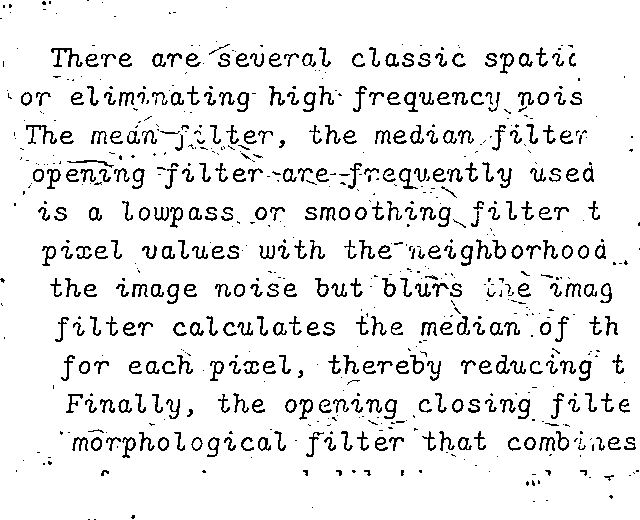 There are several classic spatic
or eliminating high frequency nois
The mean filter, the median filter
opening filter are frequently used
is a lowpass or smoothing filter t
pixel values with the neighborhood
the image noise but blurs the imag
filter calculates the median of th
for each pixel, thereby reducing t
Finally, the opening closing filte
morphological filter that combines